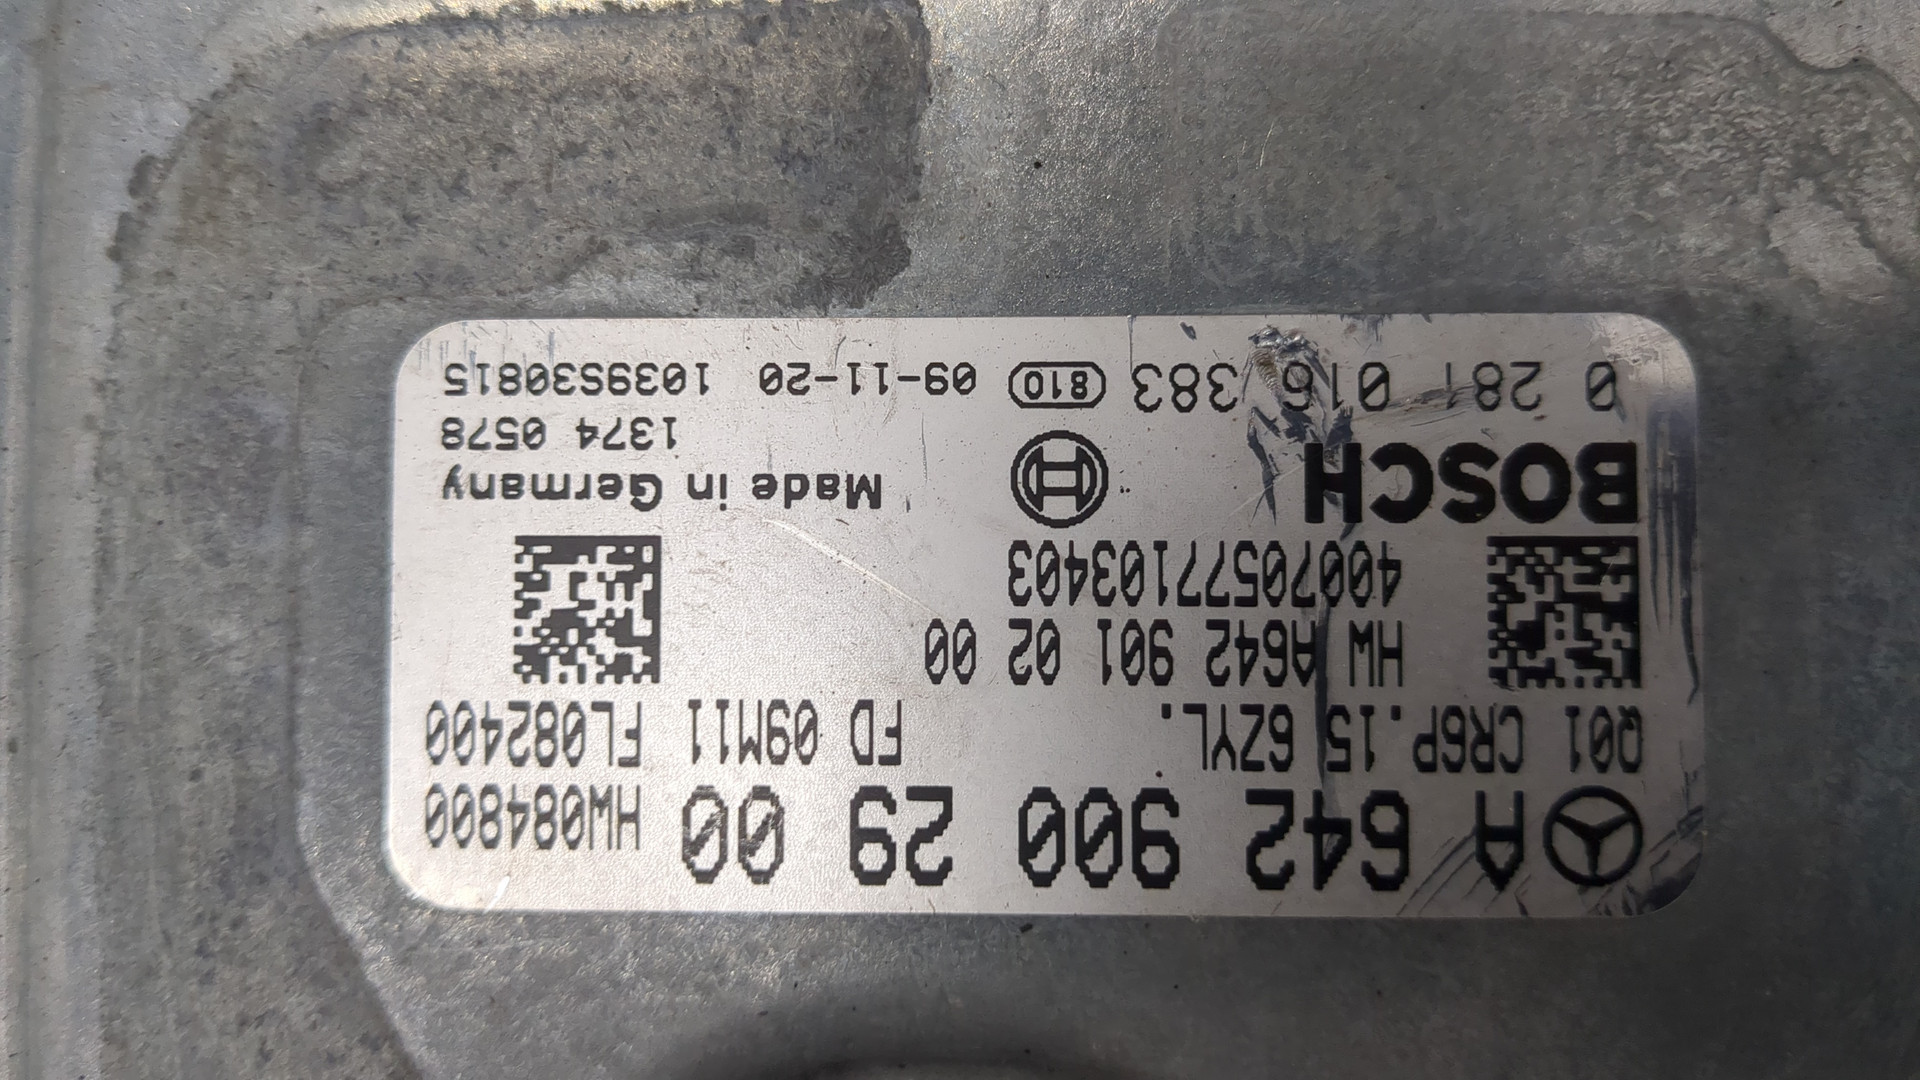 A 642 900 29 00 HW084800
Q01 CR6P.15 6ZYL. FD 09M11 FL082400
HW A642 901 02 00
40070577103403
BOSCH Made in Germany
1374 0578
0 281 016 383 810 09-11-20 1039S30815